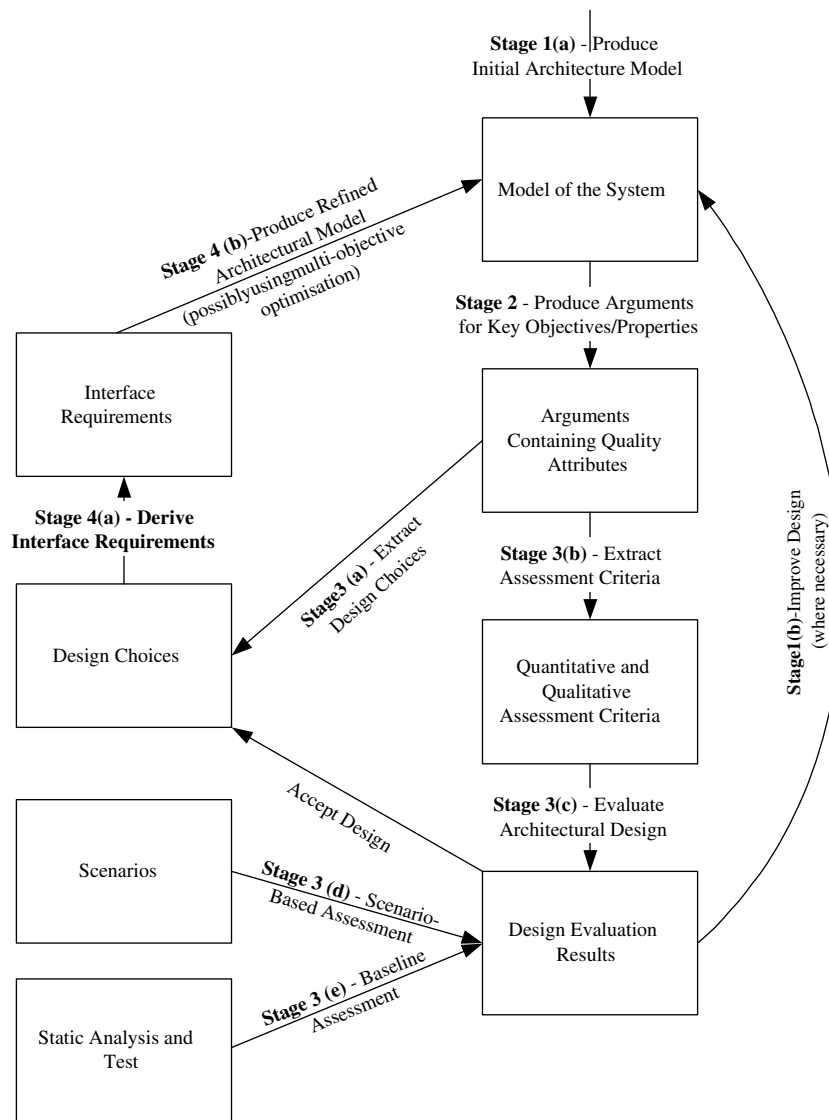 Stage 1(a) - Produce
Initial Architecture Model
Model of the System
Stage 4 (b)-Produce Refined
Architectural Model
(possiblyusingmulti-objective
optimisation)
Stage 2 - Produce Arguments
for Key Objectives/Properties
Interface
Requirements
Arguments
Containing Quality
Attributes
Stage 4(a) - Derive
Interface Requirements
Stage3 (a) - Extract
Design Choices
Stage 3(b) - Extract
Assessment Criteria
Stage1(b)-Improve Design
(where necessary)
Design Choices
Quantitative and
Qualitative
Assessment Criteria
Accept Design
Stage 3(c) - Evaluate
Architectural Design
Scenarios
Stage 3 (d) - Scenario-
Based Assessment
Design Evaluation
Results
Stage 3 (e) - Baseline
Assessment
Static Analysis and
Test